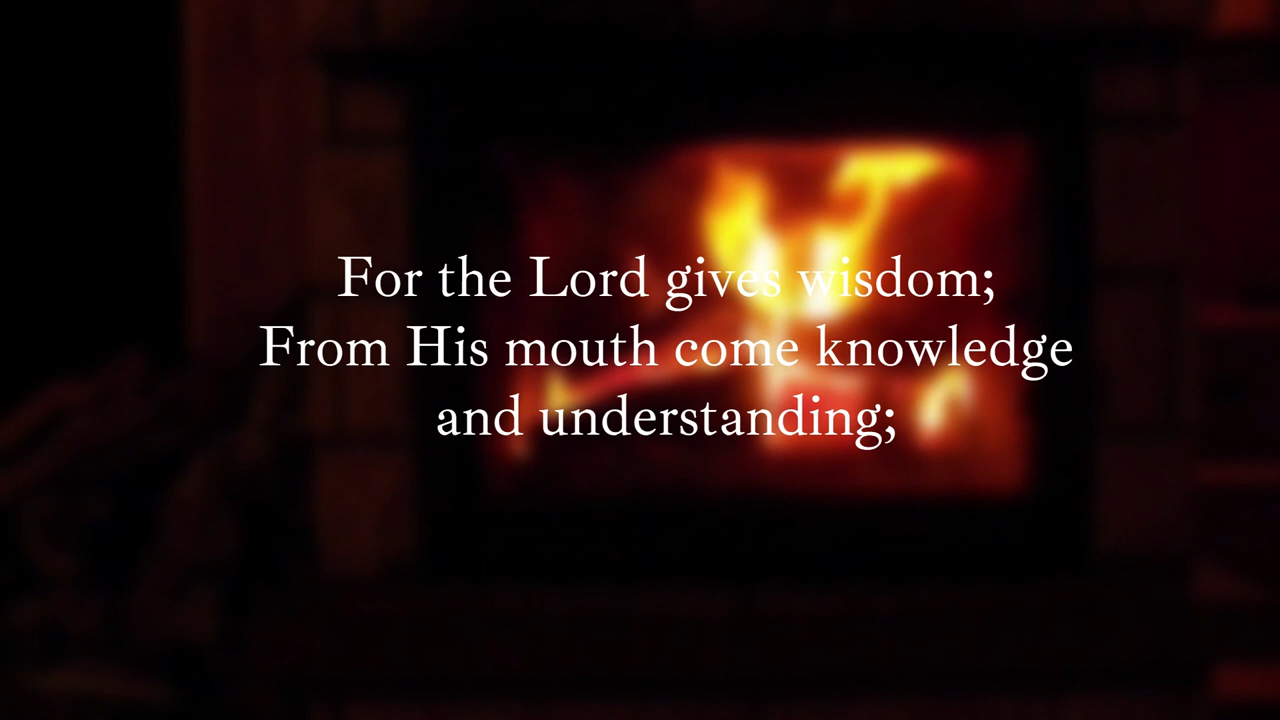 For the Lord gives wisdom;
From His mouth come knowledge
and understanding;